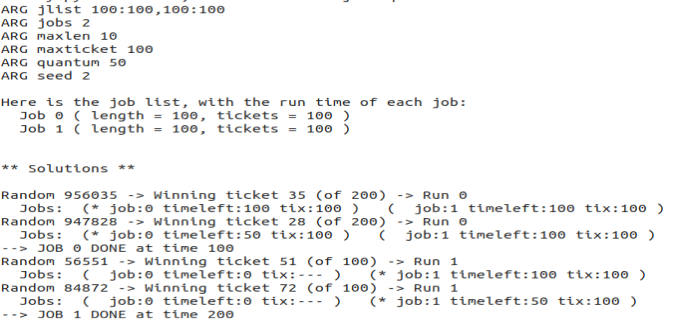 ARG jlist 100:100,100:100
ARG jobs 2
ARG maxlen 10
ARG maxticket 100
ARG quantum 50
ARG seed 2
Here is the job list, with the run time of each job:
Job 0 ( length = 100, tickets = 100 )
Job 1 ( length = 100, tickets = 100 )
** Solutions **
Random 956035 -> Winning ticket 35 (of 200) -> Run 0
Jobs: (* job:0 timeleft:100 tix:100 ) ( job:1 timeleft:100 tix:100 )
Random 947828 -> Winning ticket 28 (of 200) -> Run 0
Jobs: (* job:0 timeleft:50 tix:100 ) ( job:1 timeleft:100 tix:100 )
--> JOB 0 DONE at time 100
Random 56551 -> Winning ticket 51 (of 100) -> Run 1
Jobs: ( job:0 timeleft:0 tix:--- ) (* job:1 timeleft:100 tix:100 )
Random 84872 -> Winning ticket 72 (of 100) -> Run 1
Jobs: ( job:0 timeleft:0 tix:--- ) (* job:1 timeleft:50 tix:100 )
--> JOB 1 DONE at time 200